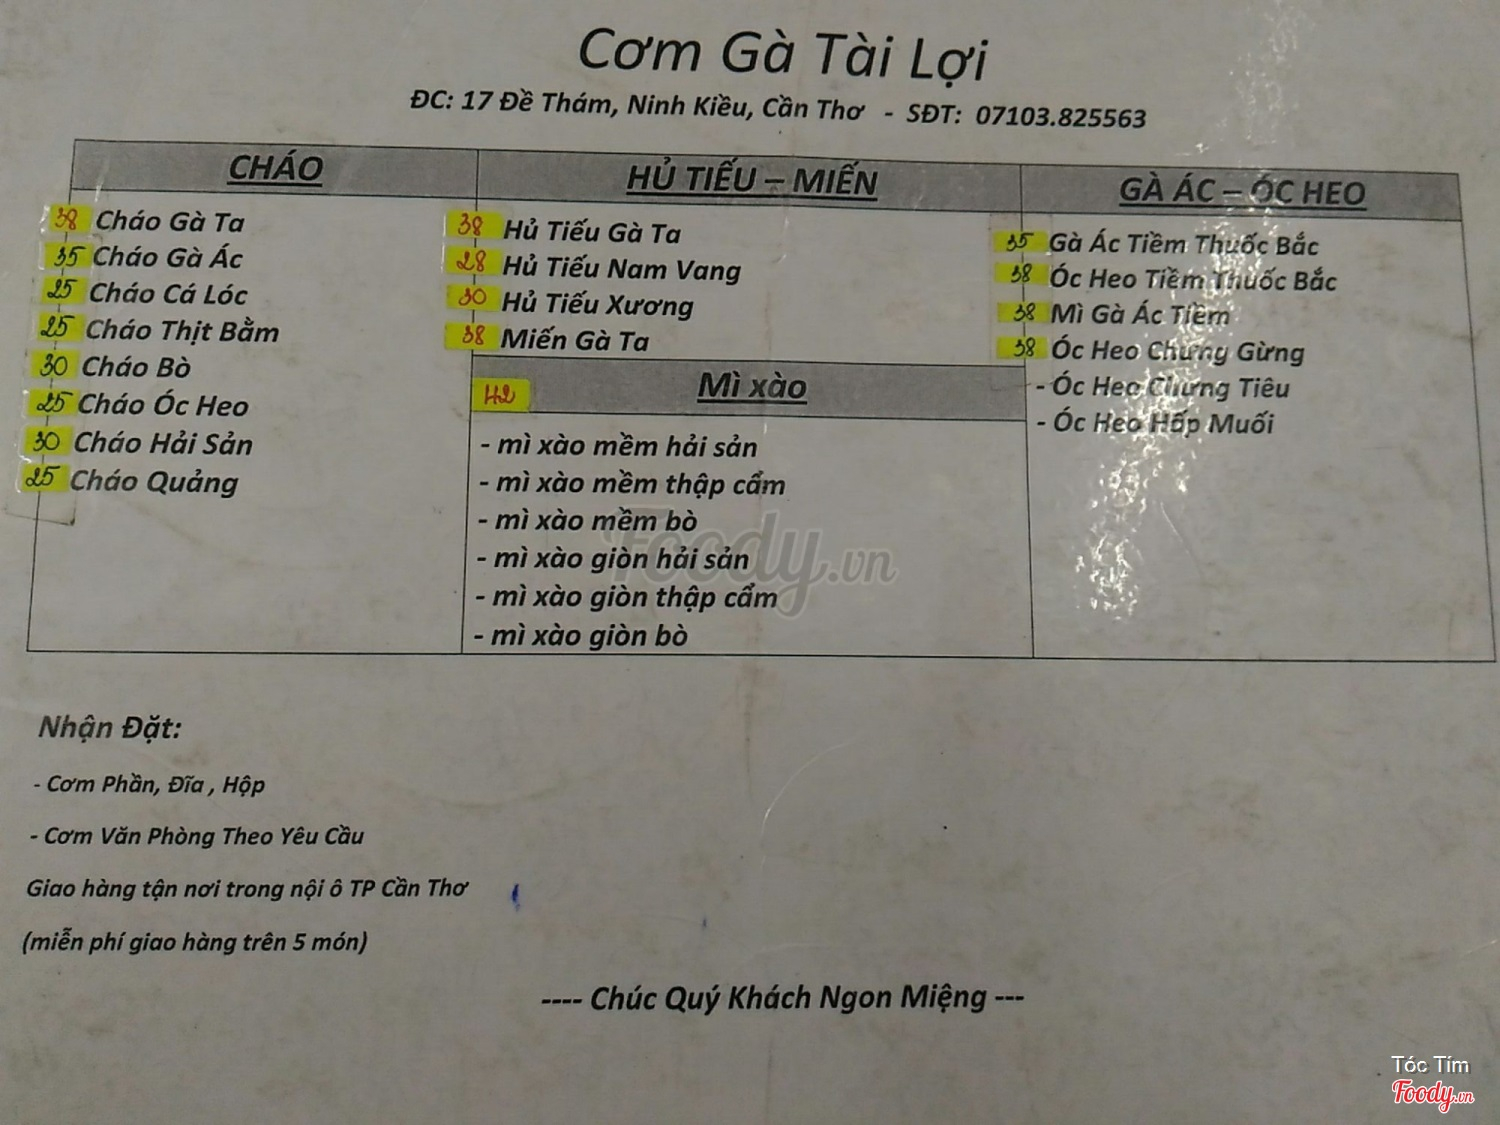 Cơm Gà Tài Lợi
ĐC: 17 Đề Thám, Ninh Kiều, Cần Thơ - SĐT: 07103.825563
CHÁO
38 Cháo Gà Ta
35 Cháo Gà Ác
25 Cháo Cá Lóc
25 Cháo Thịt Bằm
30 Cháo Bò
25 Cháo Óc Heo
30 Cháo Hải Sản
25 Cháo Quảng
HỦ TIẾU – MIẾN
38 Hủ Tiếu Gà Ta
28 Hủ Tiếu Nam Vang
30 Hủ Tiếu Xương
38 Miến Gà Ta
42 Mì xào
- mì xào mềm hải sản
- mì xào mềm thập cẩm
- mì xào mềm bò
- mì xào giòn hải sản
- mì xào giòn thập cẩm
- mì xào giòn bò
GÀ ÁC – ÓC HEO
35 Gà Ác Tiềm Thuốc Bắc
38 Óc Heo Tiềm Thuốc Bắc
38 Mì Gà Ác Tiềm
38 Óc Heo Chưng Gừng
- Óc Heo Chưng Tiêu
- Óc Heo Hấp Muối
Foody.vn
Nhận Đặt:
- Cơm Phần, Đĩa , Hộp
- Cơm Văn Phòng Theo Yêu Cầu
Giao hàng tận nơi trong nội ô TP Cần Thơ
(miễn phí giao hàng trên 5 món)
---- Chúc Quý Khách Ngon Miệng ---
Tóc Tím
Foody.vn